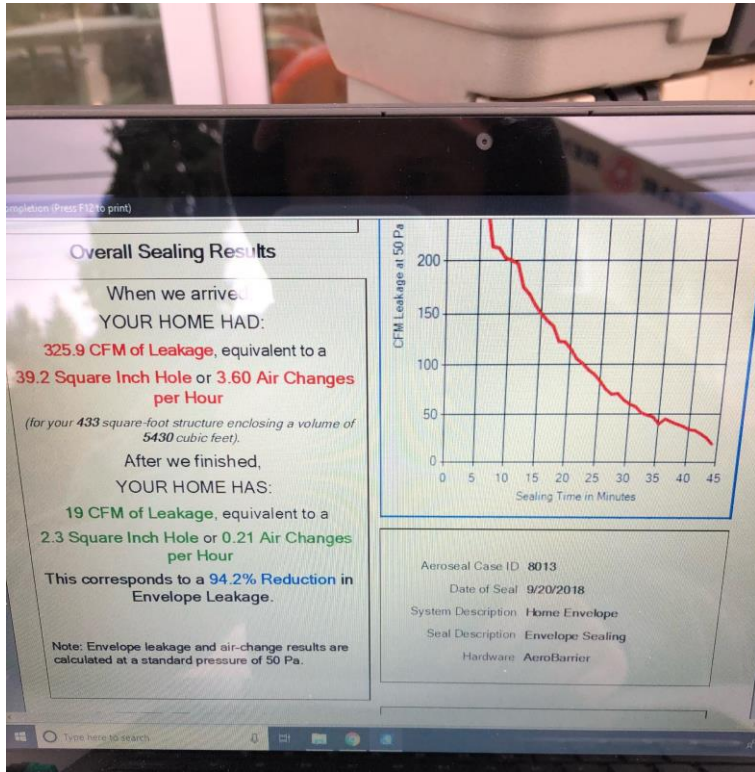 ompletion (Press F12 to print)
Overall Sealing Results
When we arrived
YOUR HOME HAD:
325.9 CFM of Leakage, equivalent to a
39.2 Square Inch Hole or 3.60 Air Changes
per Hour
(for your 433 square-foot structure enclosing a volume of
5430 cubic feet).
After we finished,
YOUR HOME HAS:
19 CFM of Leakage, equivalent to a
2.3 Square Inch Hole or 0.21 Air Changes
per Hour
This corresponds to a 94.2% Reduction in
Envelope Leakage.
Note: Envelope leakage and air-change results are
calculated at a standard pressure of 50 Pa.
CFM Leakage at 50 Pa
200
150
100
50
0
0 5 10 15 20 25 30 35 40 45
Sealing Time in Minutes
Aeroseal Case ID 8013
Date of Seal 9/20/2018
System Description Home Envelope
Seal Description Envelope Sealing
Hardware AeroBarrier
Type here to search